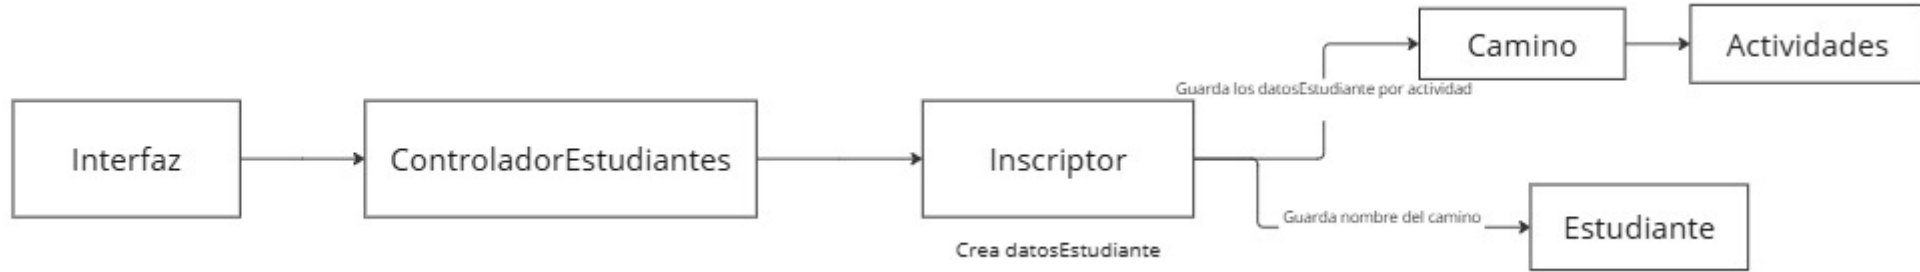 Interfaz
ControladorEstudiantes
Inscriptor
Crea datosEstudiante
Guarda los datosEstudiante por actividad
Camino
Actividades
Guarda nombre del camino
Estudiante